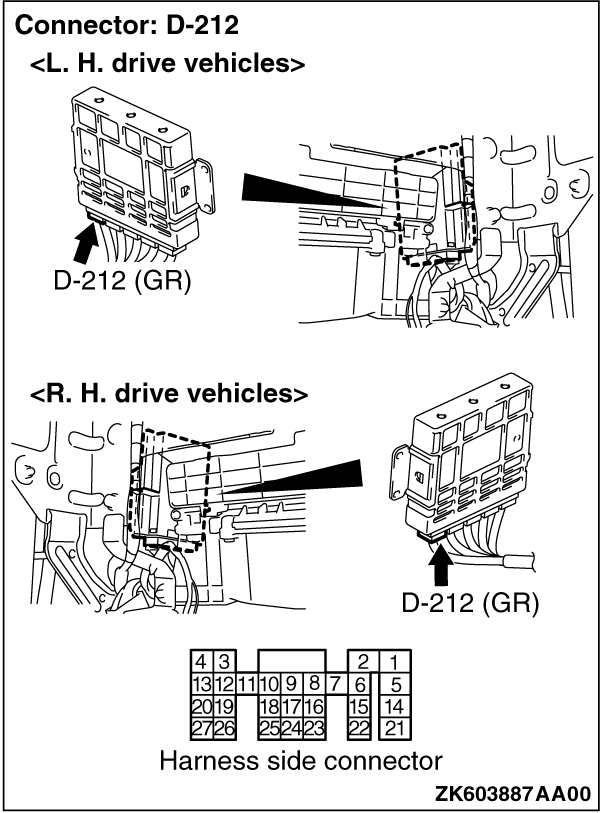 Connector: D-212
<L. H. drive vehicles>
D-212 (GR)
<R. H. drive vehicles>
D-212 (GR)
4 3 2 1
13 12 11 10 9 8 7 6 5
20 19 18 17 16 15 14
27 26 25 24 23 22 21
Harness side connector
ZK603887AA00